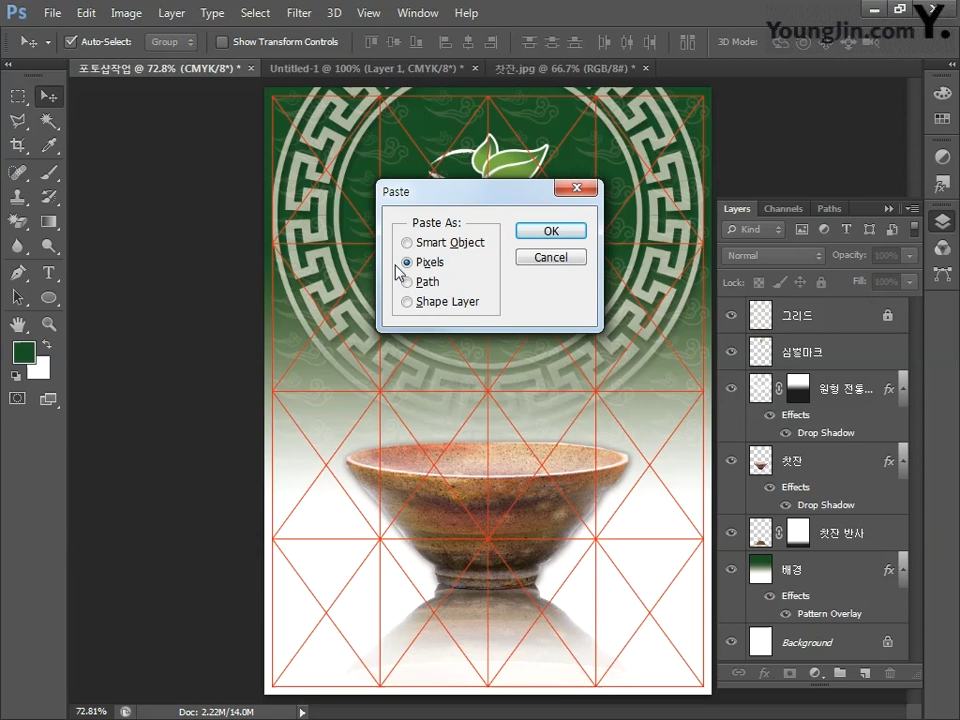 Ps File Edit Image Layer Type Select Filter 3D View Window Help
YoungJin.com Y.
Auto-Select: Group Show Transform Controls 3D Mode:
포토샵작업 @ 72.8% (CMYK/8*) * × Untitled-1 @ 100% (Layer 1, CMYK/8*) * × 찻잔.jpg @ 66.7% (RGB/8#) * ×
Paste
Paste As:
Smart Object
Pixels
Path
Shape Layer
OK
Cancel
Layers Channels Paths
Kind
Normal Opacity: 100%
Lock: Fill: 100%
그리드
심벌마크
원형 전통... fx
Effects
Drop Shadow
찻잔 fx
Effects
Drop Shadow
찻잔 반사
배경 fx
Effects
Pattern Overlay
Background
fx
72.81% Doc: 2.22M/14.0M